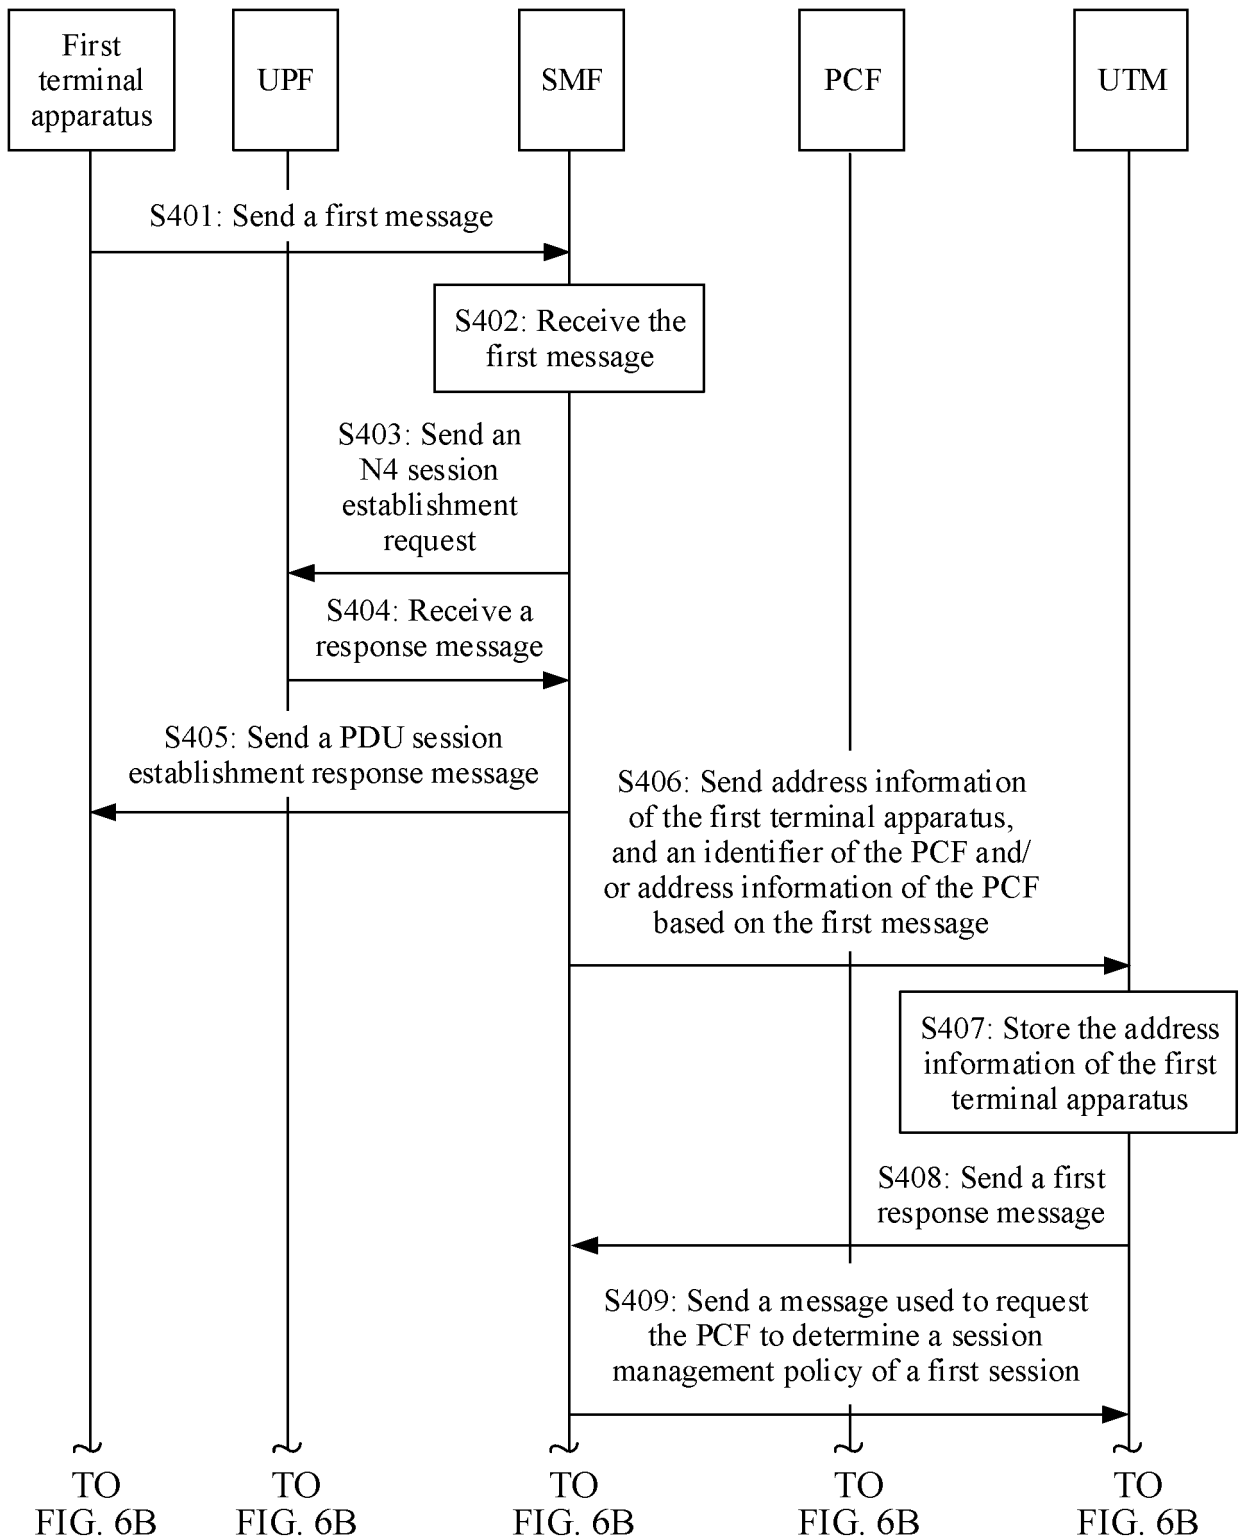 First
terminal
apparatus
UPF
SMF
PCF
UTM
S401: Send a first message
S402: Receive the
first message
S403: Send an
N4 session
establishment
request
S404: Receive a
response message
S405: Send a PDU session
establishment response message
S406: Send address information
of the first terminal apparatus,
and an identifier of the PCF and/
or address information of the PCF
based on the first message
S407: Store the address
information of the first
terminal apparatus
S408: Send a first
response message
S409: Send a message used to request
the PCF to determine a session
management policy of a first session
TO
FIG. 6B
TO
FIG. 6B
TO
FIG. 6B
TO
FIG. 6B
TO
FIG. 6B